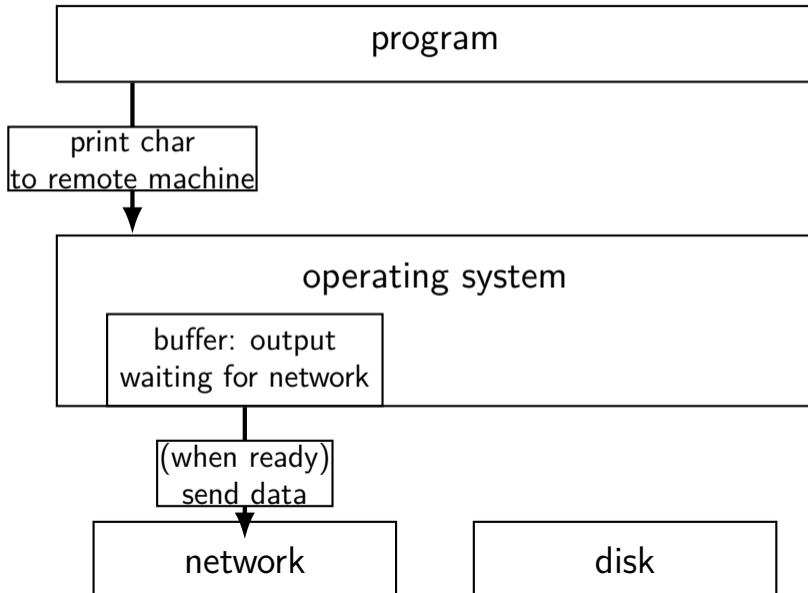 program
print char
to remote machine
operating system
buffer: output
waiting for network
(when ready)
send data
network
disk